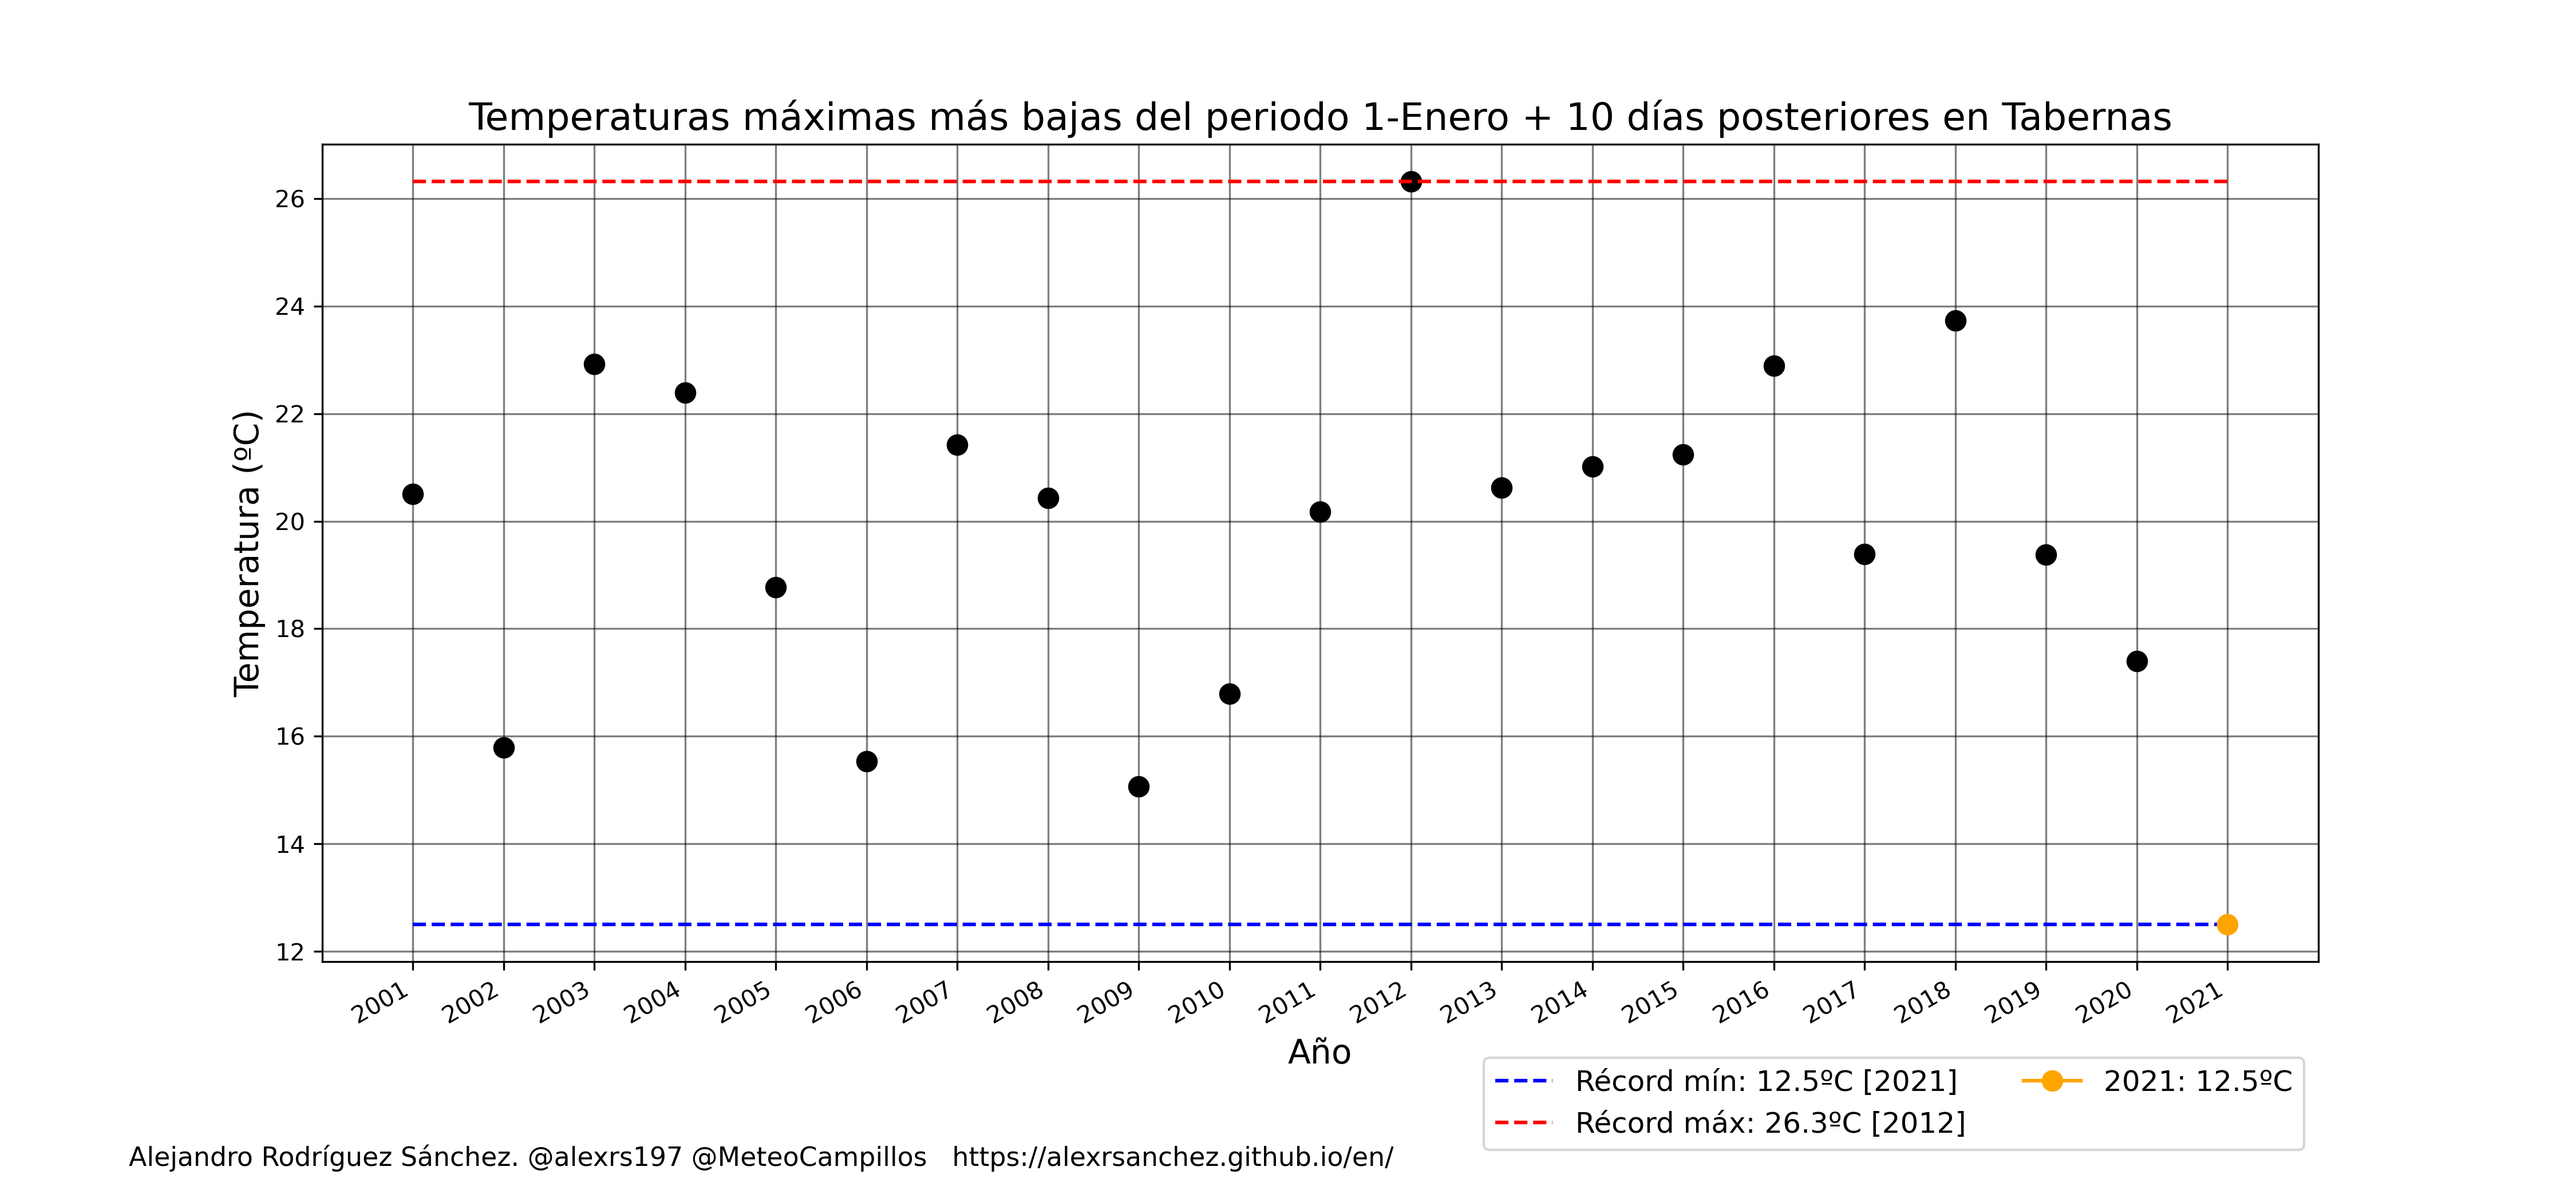 Temperaturas máximas más bajas del periodo 1-Enero + 10 días posteriores en Tabernas
Temperatura (ºC)
26
24
22
20
18
16
14
12
2001 2002 2003 2004 2005 2006 2007 2008 2009 2010 2011 2012 2013 2014 2015 2016 2017 2018 2019 2020 2021
Año
Récord mín: 12.5ºC [2021]
Récord máx: 26.3ºC [2012]
2021: 12.5ºC
Alejandro Rodríguez Sánchez. @alexrs197 @MeteoCampillos https://alexrsanchez.github.io/en/